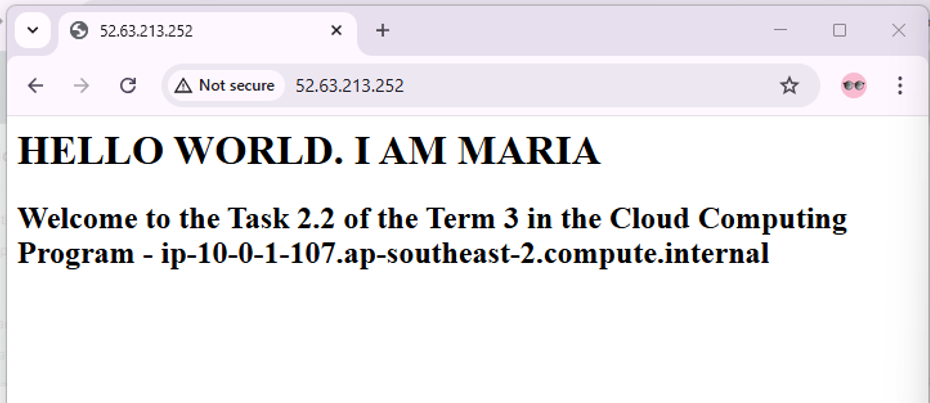 52.63.213.252
Not secure 52.63.213.252
HELLO WORLD. I AM MARIA
Welcome to the Task 2.2 of the Term 3 in the Cloud Computing
Program - ip-10-0-1-107.ap-southeast-2.compute.internal